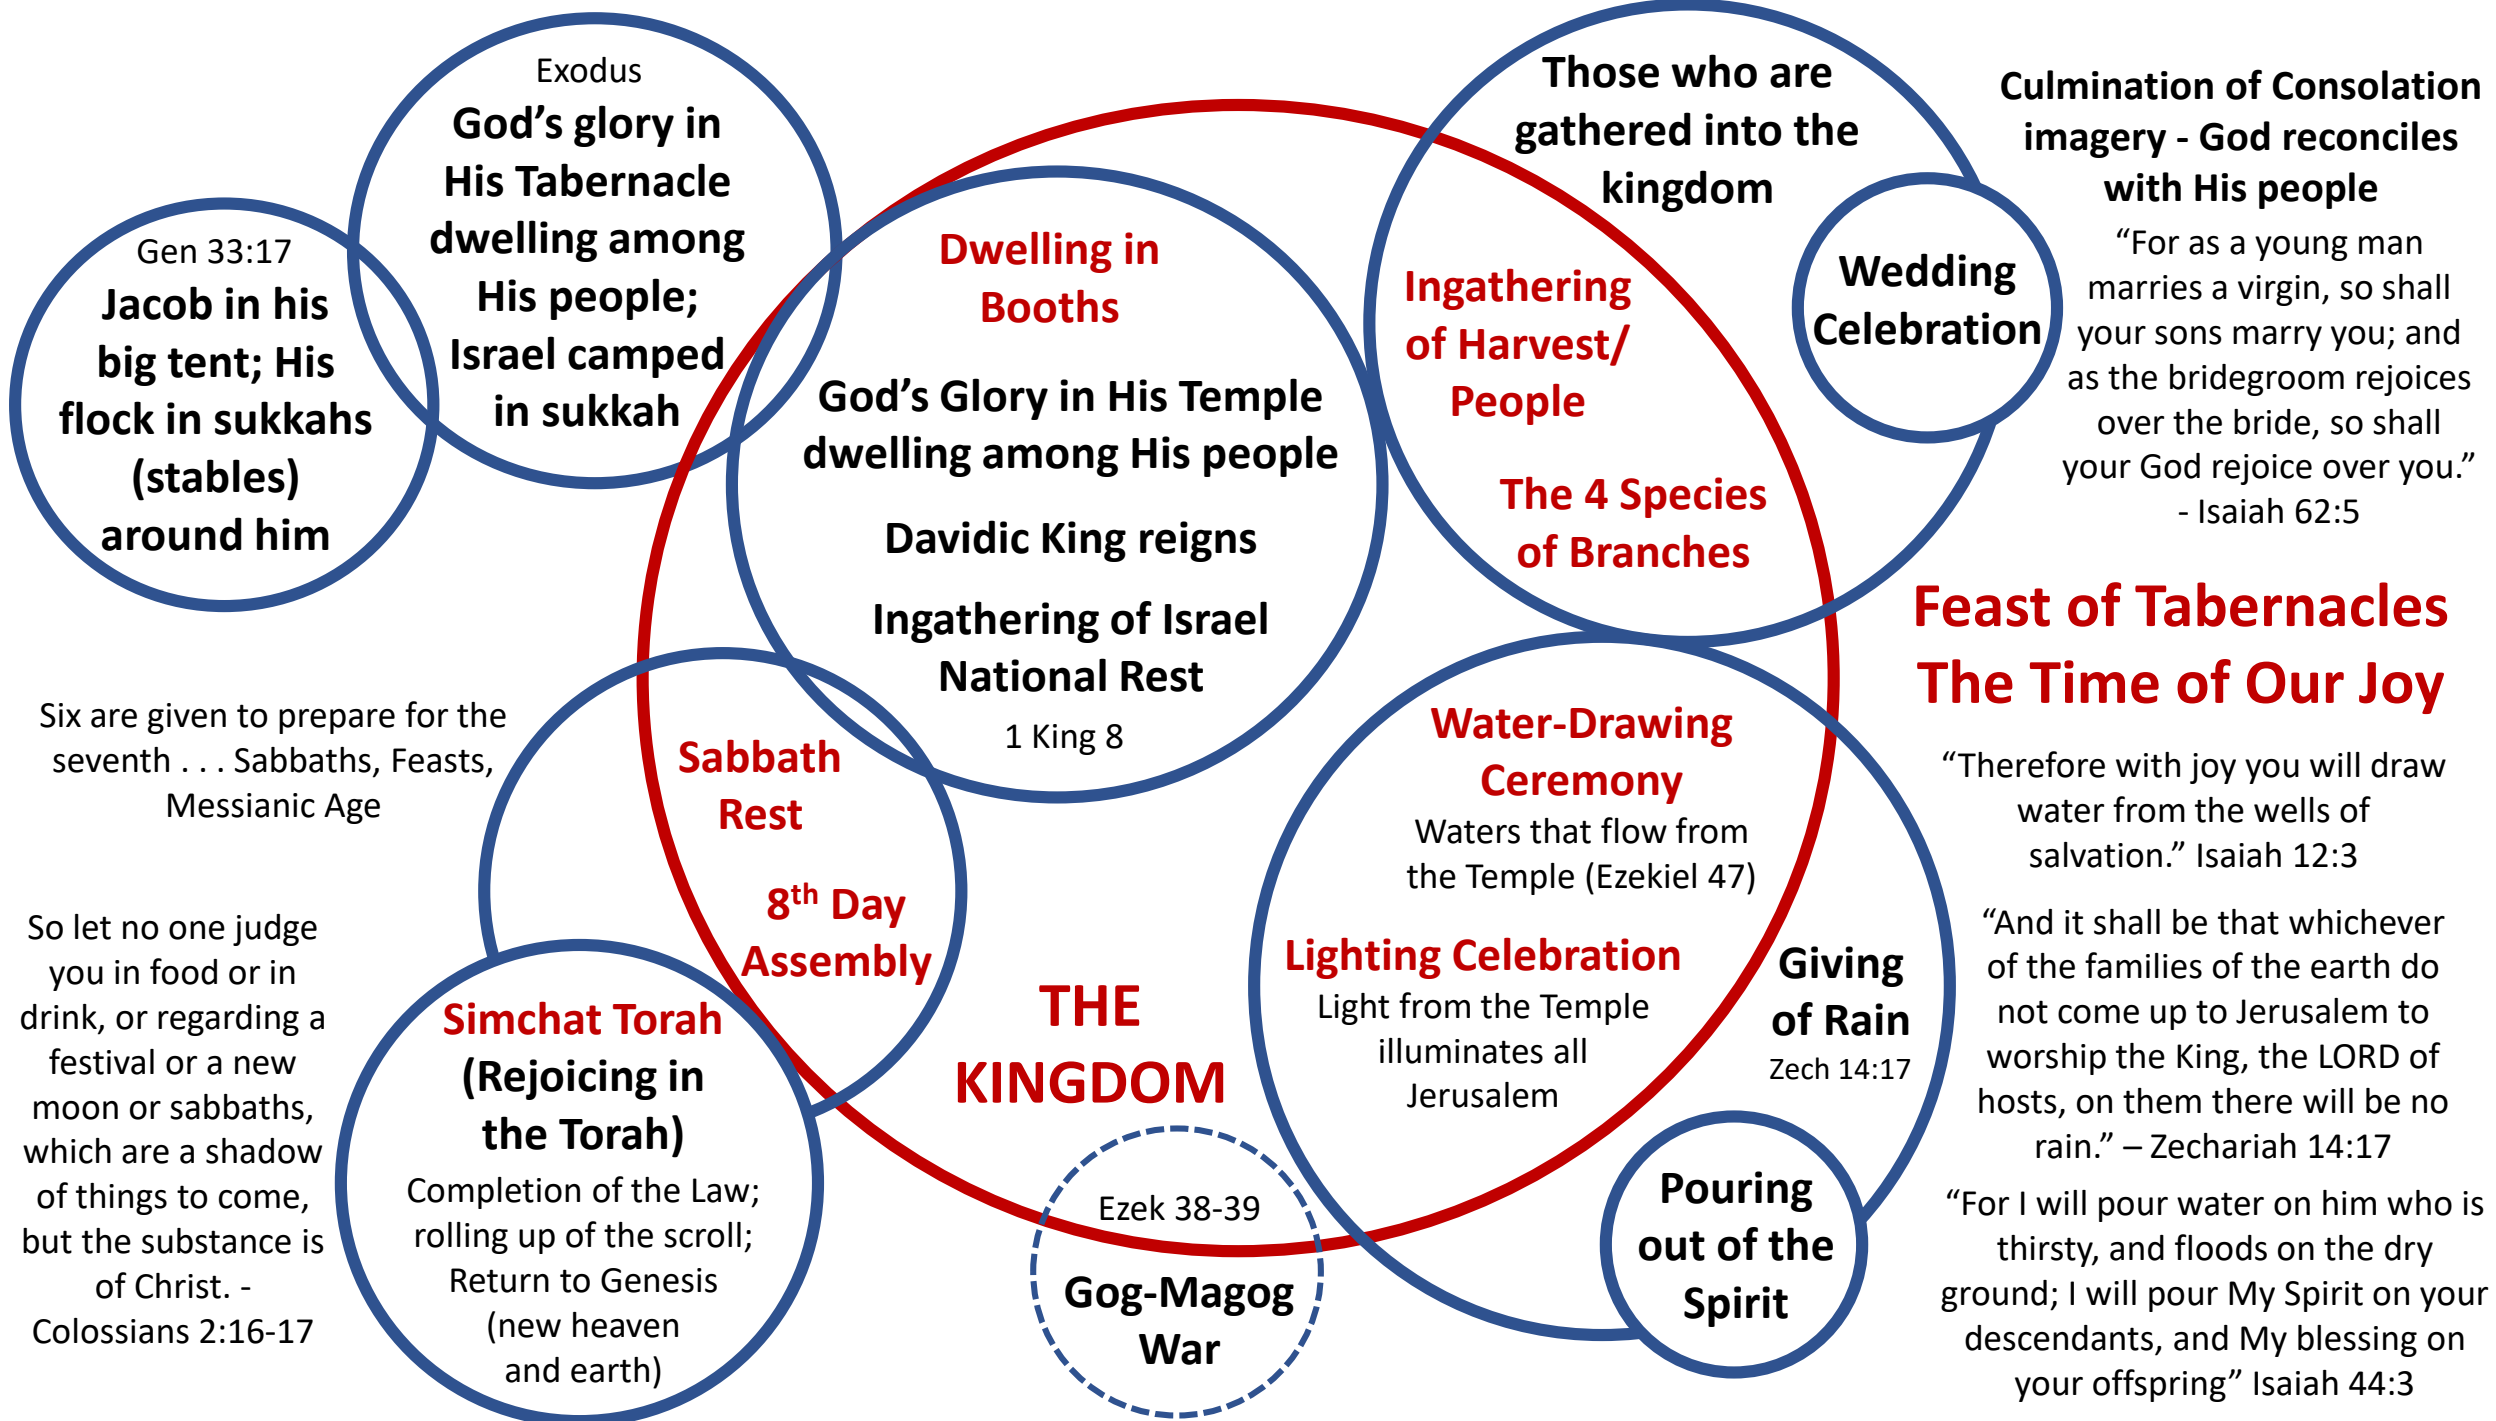 Exodus
God’s glory in
His Tabernacle
dwelling among
His people;
Israel camped
in sukkah
Gen 33:17
Jacob in his
big tent; His
flock in sukkahs
(stables)
around him
Dwelling in
Booths
God’s Glory in His Temple
dwelling among His people
Davidic King reigns
Ingathering of Israel
National Rest
1 King 8
Those who are
gathered into the
kingdom
Ingathering
of Harvest/
People
The 4 Species
of Branches
Wedding
Celebration
Culmination of Consolation
imagery - God reconciles
with His people
“For as a young man
marries a virgin, so shall
your sons marry you; and
as the bridegroom rejoices
over the bride, so shall
your God rejoice over you.”
- Isaiah 62:5
Feast of Tabernacles
The Time of Our Joy
Six are given to prepare for the
seventh . . . Sabbaths, Feasts,
Messianic Age
Sabbath
Rest
8th Day
Assembly
So let no one judge
you in food or in
drink, or regarding a
festival or a new
moon or sabbaths,
which are a shadow
of things to come,
but the substance is
of Christ. -
Colossians 2:16-17
Simchat Torah
(Rejoicing in
the Torah)
Completion of the Law;
rolling up of the scroll;
Return to Genesis
(new heaven
and earth)
THE
KINGDOM
Ezek 38-39
Gog-Magog
War
Water-Drawing
Ceremony
Waters that flow from
the Temple (Ezekiel 47)
Lighting Celebration
Light from the Temple
illuminates all
Jerusalem
Giving
of Rain
Zech 14:17
Pouring
out of the
Spirit
“Therefore with joy you will draw
water from the wells of
salvation.” Isaiah 12:3
“And it shall be that whichever
of the families of the earth do
not come up to Jerusalem to
worship the King, the LORD of
hosts, on them there will be no
rain.” – Zechariah 14:17
“For I will pour water on him who is
thirsty, and floods on the dry
ground; I will pour My Spirit on your
descendants, and My blessing on
your offspring” Isaiah 44:3